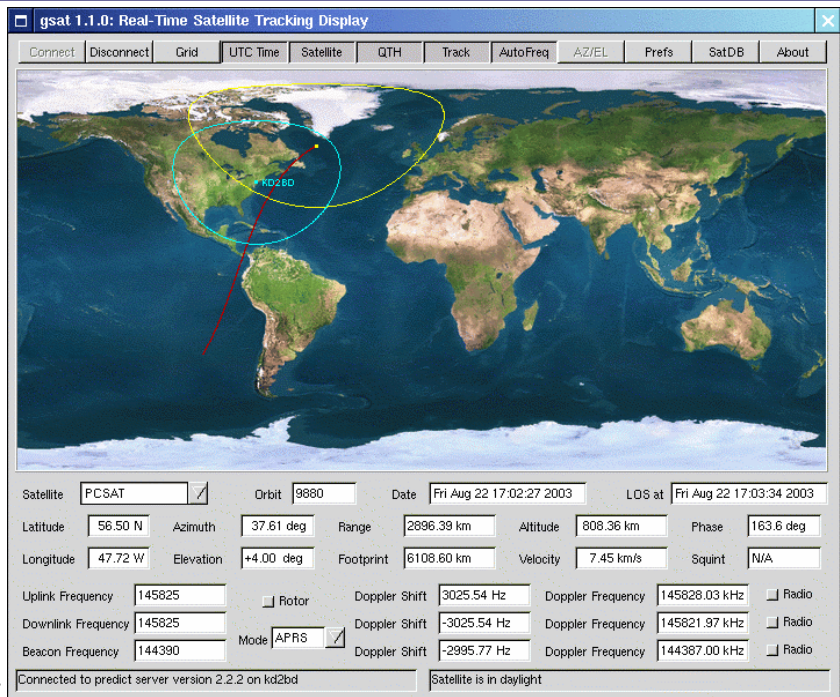 gsat 1.1.0: Real-Time Satellite Tracking Display
Connect Disconnect Grid UTC Time Satellite QTH Track AutoFreq AZ/EL Prefs SatDB About
KD2BD
Satellite PCSAT Orbit 9880 Date Fri Aug 22 17:02:27 2003 LOS at Fri Aug 22 17:03:34 2003
Latitude 56.50 N Azimuth 37.61 deg Range 2896.39 km Altitude 808.36 km Phase 163.6 deg
Longitude 47.72 W Elevation +4.00 deg Footprint 6108.60 km Velocity 7.45 km/s Squint N/A
Uplink Frequency 145825 Rotor Doppler Shift 3025.54 Hz Doppler Frequency 145828.03 kHz Radio
Downlink Frequency 145825 Doppler Shift -3025.54 Hz Doppler Frequency 145821.97 kHz Radio
Beacon Frequency 144390 Mode APRS Doppler Shift -2995.77 Hz Doppler Frequency 144387.00 kHz Radio
Connected to predict server version 2.2.2 on kd2bd Satellite is in daylight